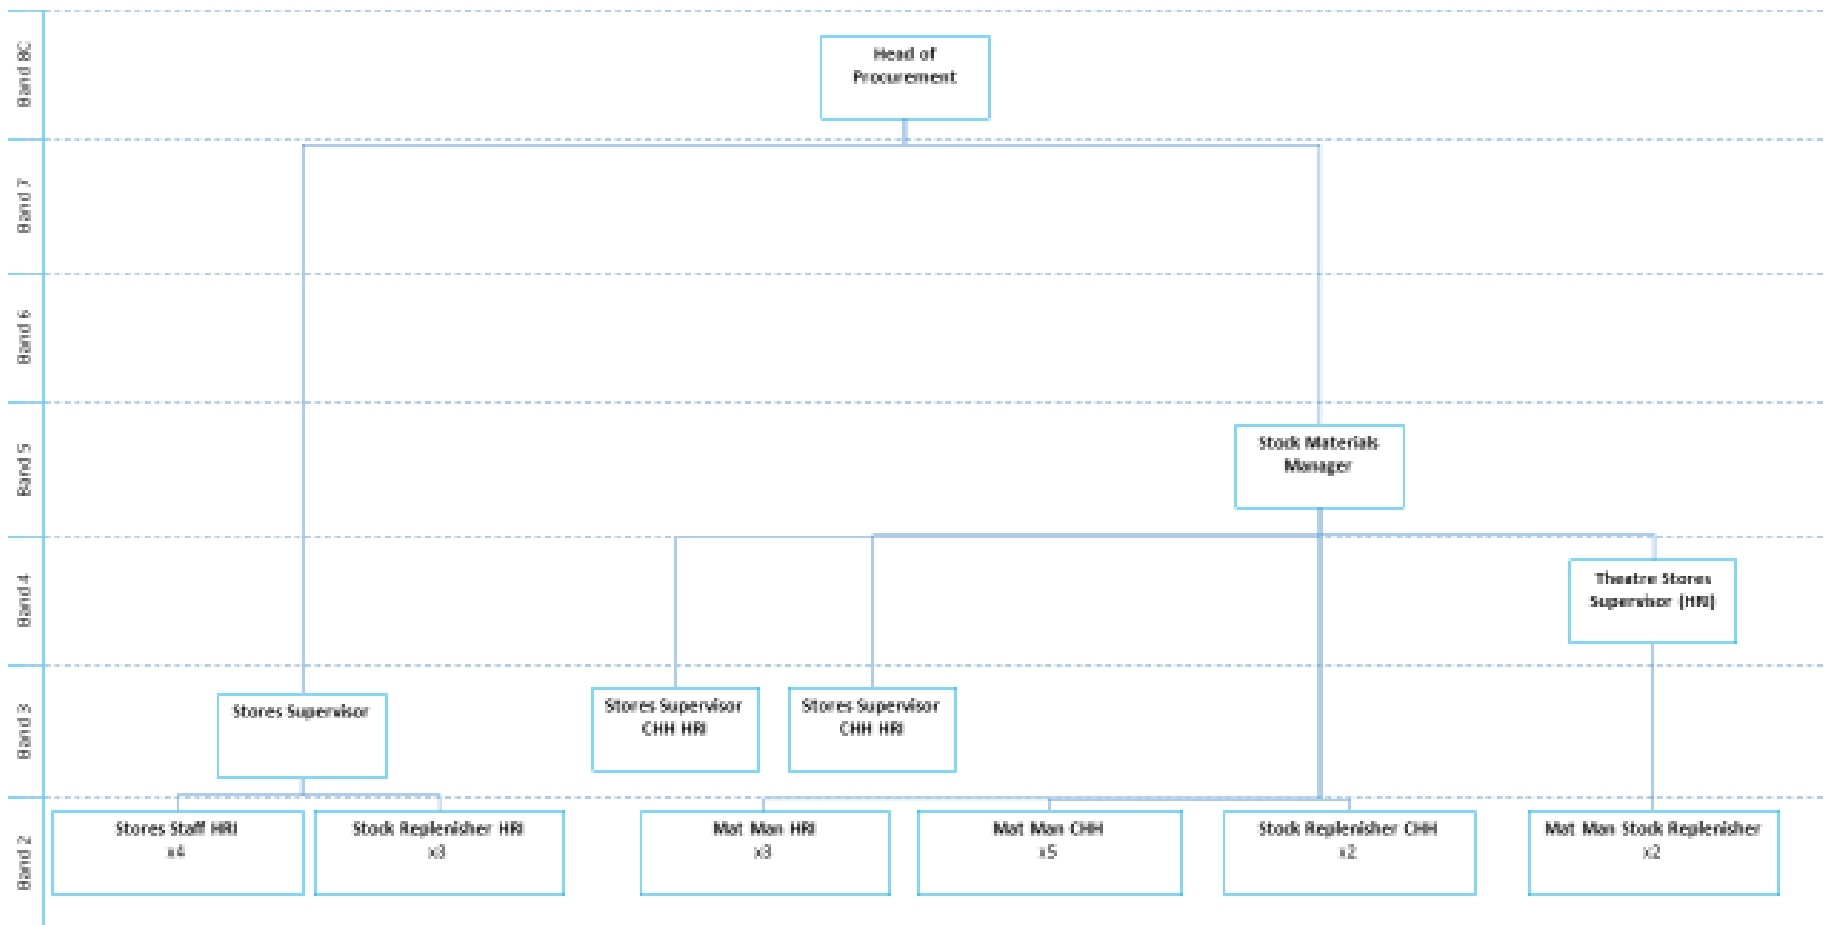 Band 8C
Head of
Procurement
Band 7
Band 6
Band 5
Stock Materials
Manager
Band 4
Theatre Stores
Supervisor (HRI)
Band 3
Stores Supervisor
Stores Supervisor
CHH HRI
Stores Supervisor
CHH HRI
Band 2
Stores Staff HRI
x4
Stock Replenisher HRI
x3
Mat Man HRI
x3
Mat Man CHH
x5
Stock Replenisher CHH
x2
Mat Man Stock Replenisher
x2